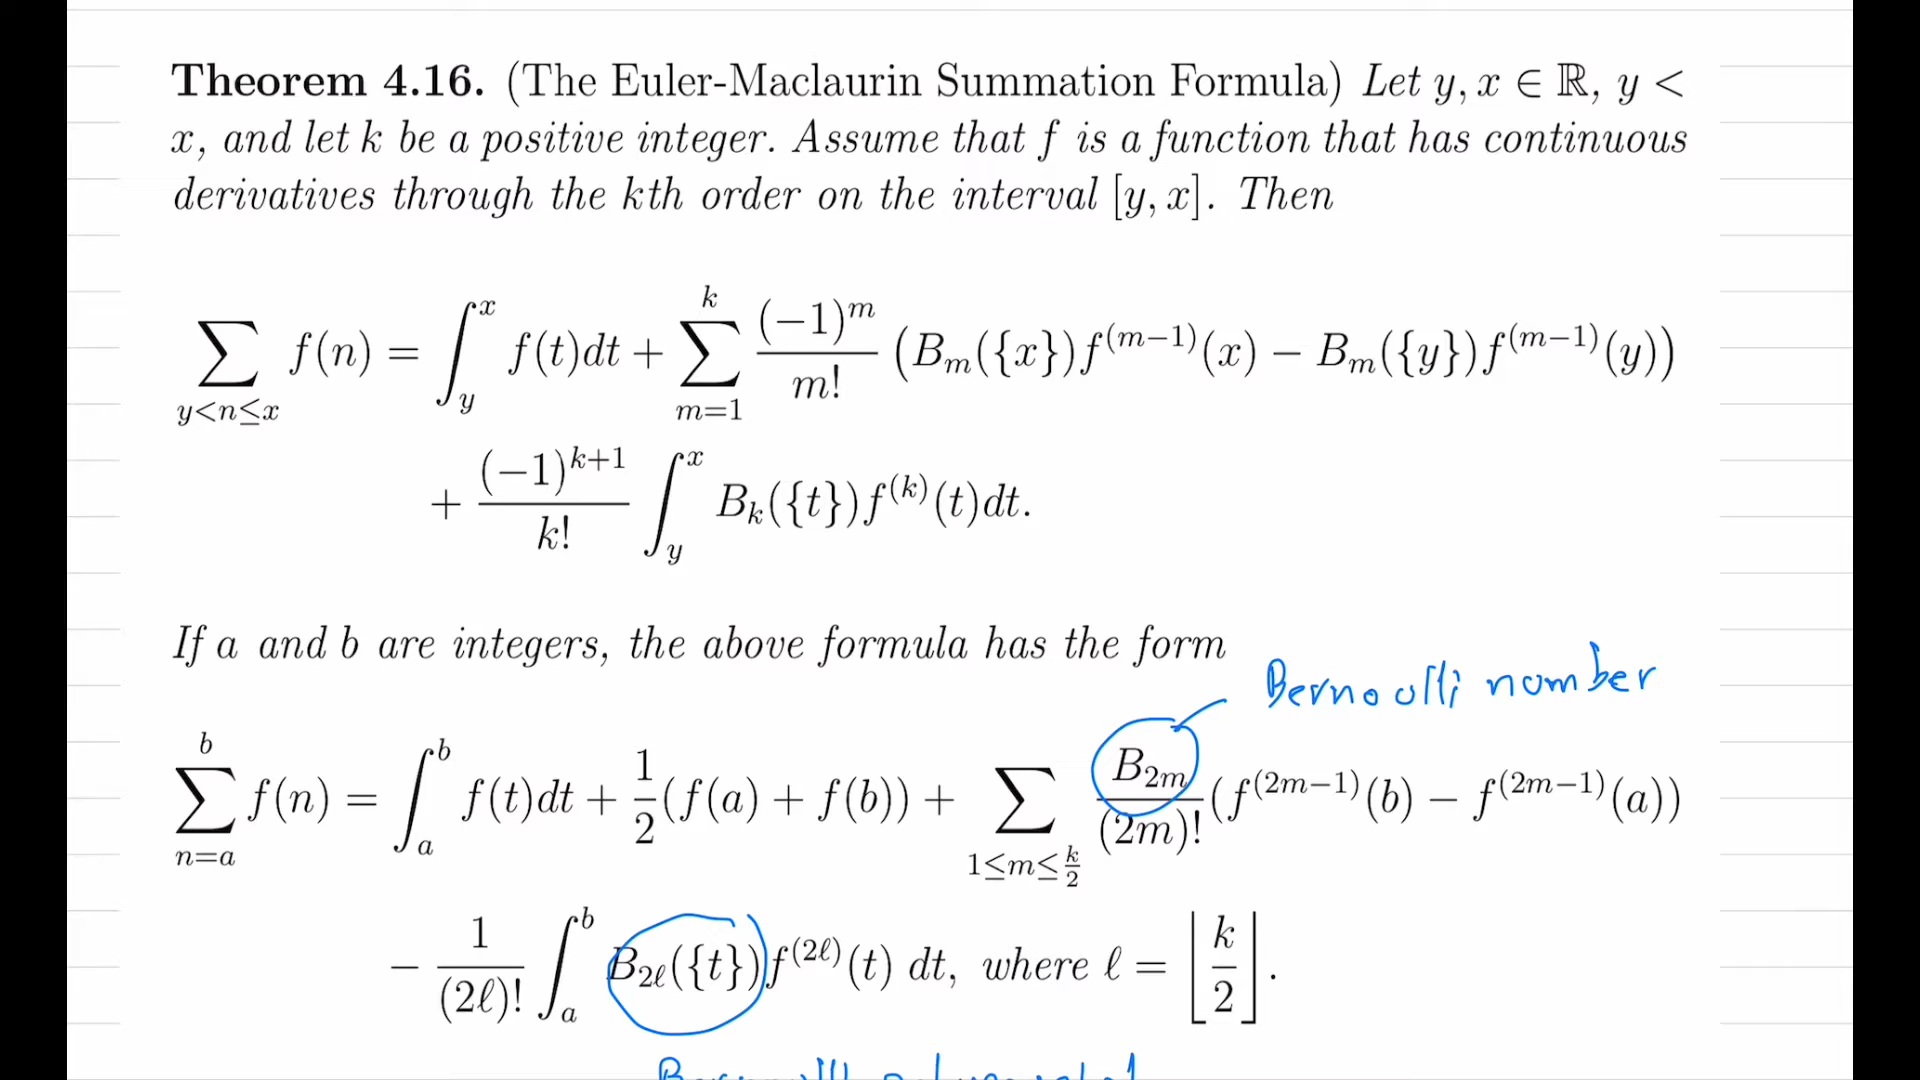 Theorem 4.16. (The Euler-Maclaurin Summation Formula) Let y, x ∈ ℝ, y <
x, and let k be a positive integer. Assume that f is a function that has continuous
derivatives through the kth order on the interval [y, x]. Then
∑_{y<n≤x} f(n) = ∫_y^x f(t)dt + ∑_{m=1}^k (-1)^m/m! (B_m({x})f^{(m-1)}(x) − B_m({y})f^{(m-1)}(y))
+ (-1)^{k+1}/k! ∫_y^x B_k({t})f^{(k)}(t)dt.
If a and b are integers, the above formula has the form
Bernoulli number
∑_{n=a}^b f(n) = ∫_a^b f(t)dt + 1/2(f(a) + f(b)) + ∑_{1≤m≤k/2} B_{2m}/(2m)! (f^{(2m-1)}(b) − f^{(2m-1)}(a))
− 1/(2ℓ)! ∫_a^b B_{2ℓ}({t})f^{(2ℓ)}(t) dt, where ℓ = ⌊k/2⌋.